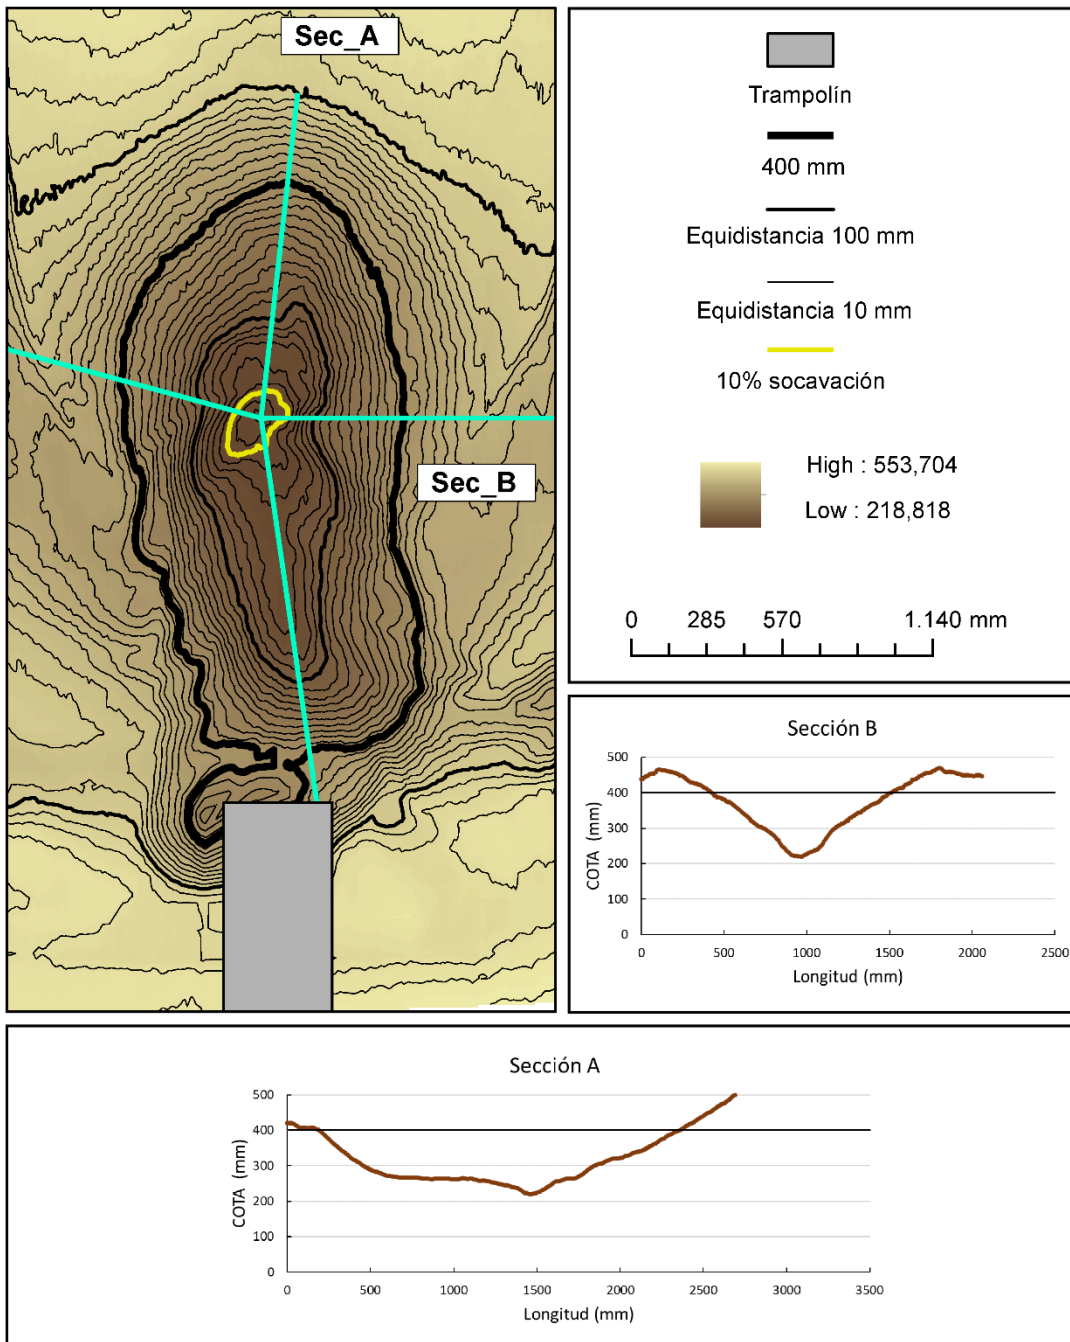 Sec_A
Sec_B
Trampolín
400 mm
Equidistancia 100 mm
Equidistancia 10 mm
10% socavación
High : 553,704
Low : 218,818
0 285 570 1.140 mm
Sección B
500
400
300
200
100
0
COTA (mm)
0 500 1000 1500 2000 2500
Longitud (mm)
Sección A
500
400
300
200
100
0
COTA (mm)
0 500 1000 1500 2000 2500 3000 3500
Longitud (mm)